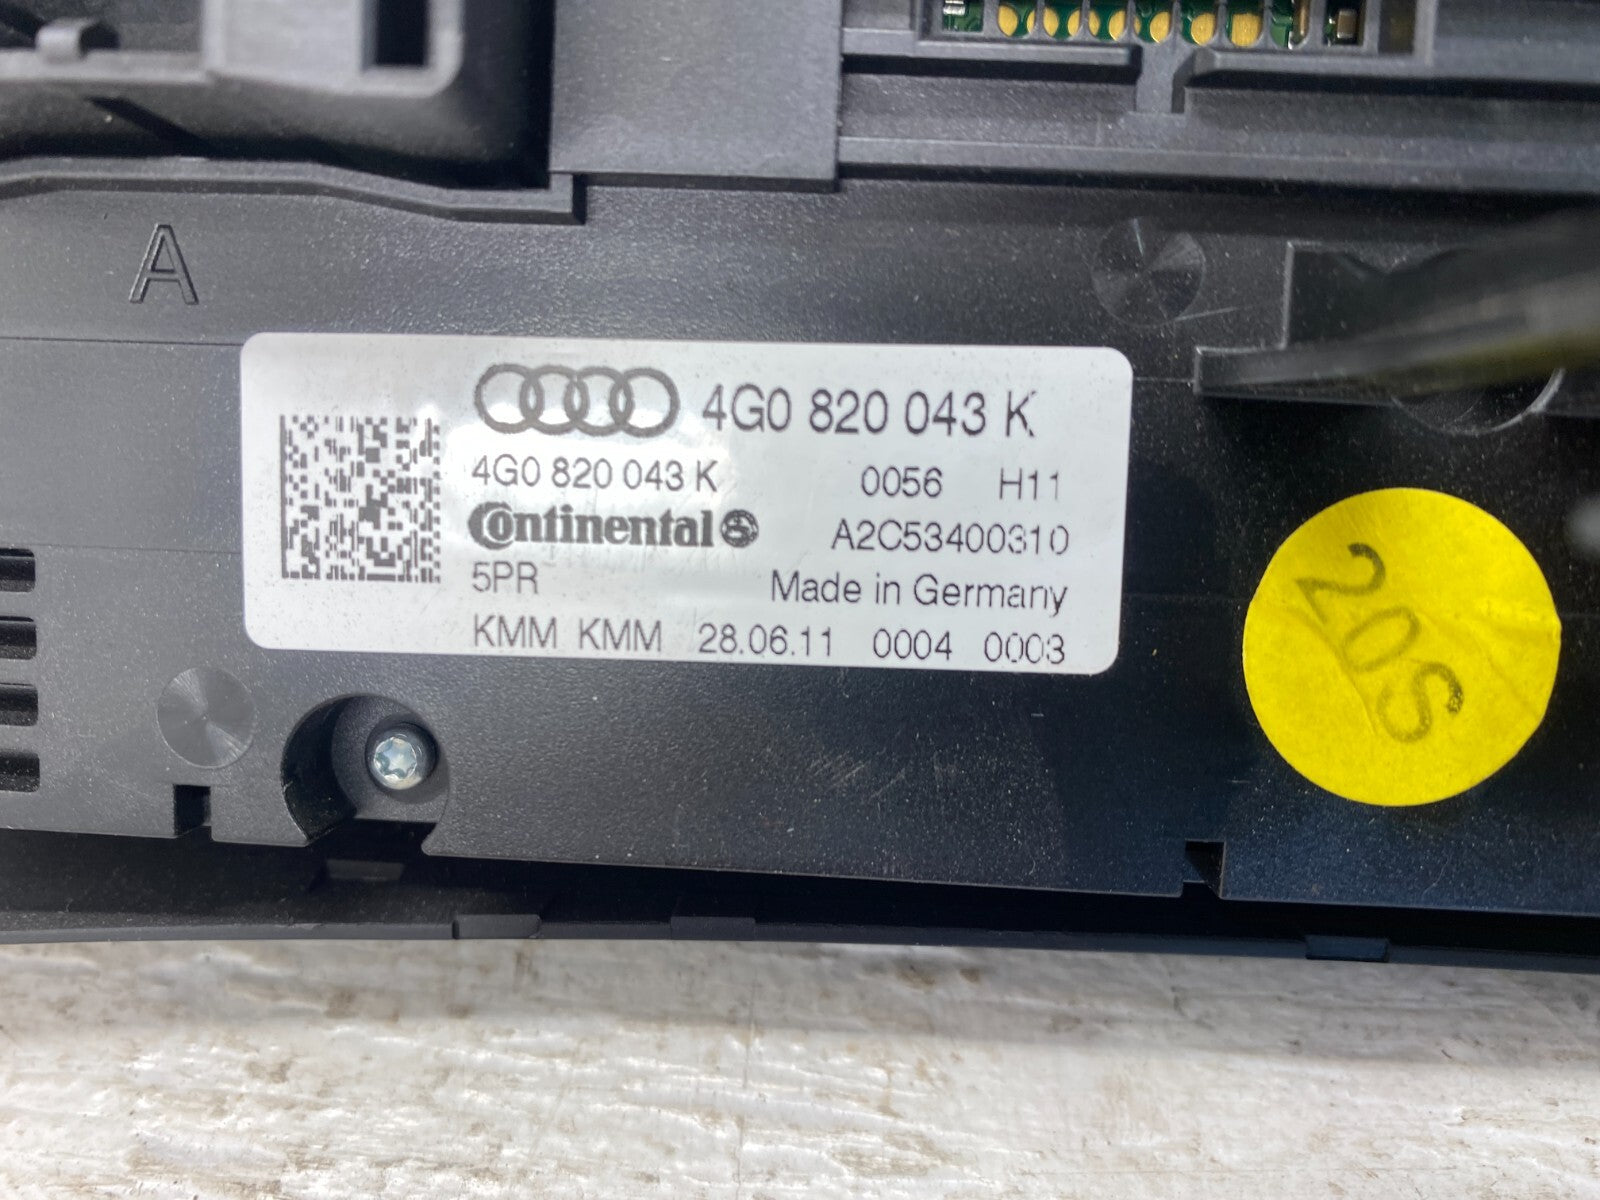 A
4G0 820 043 K
4G0 820 043 K 0056 H11
Continental A2C53400310
5PR Made in Germany
KMM KMM 28.06.11 0004 0003
20S